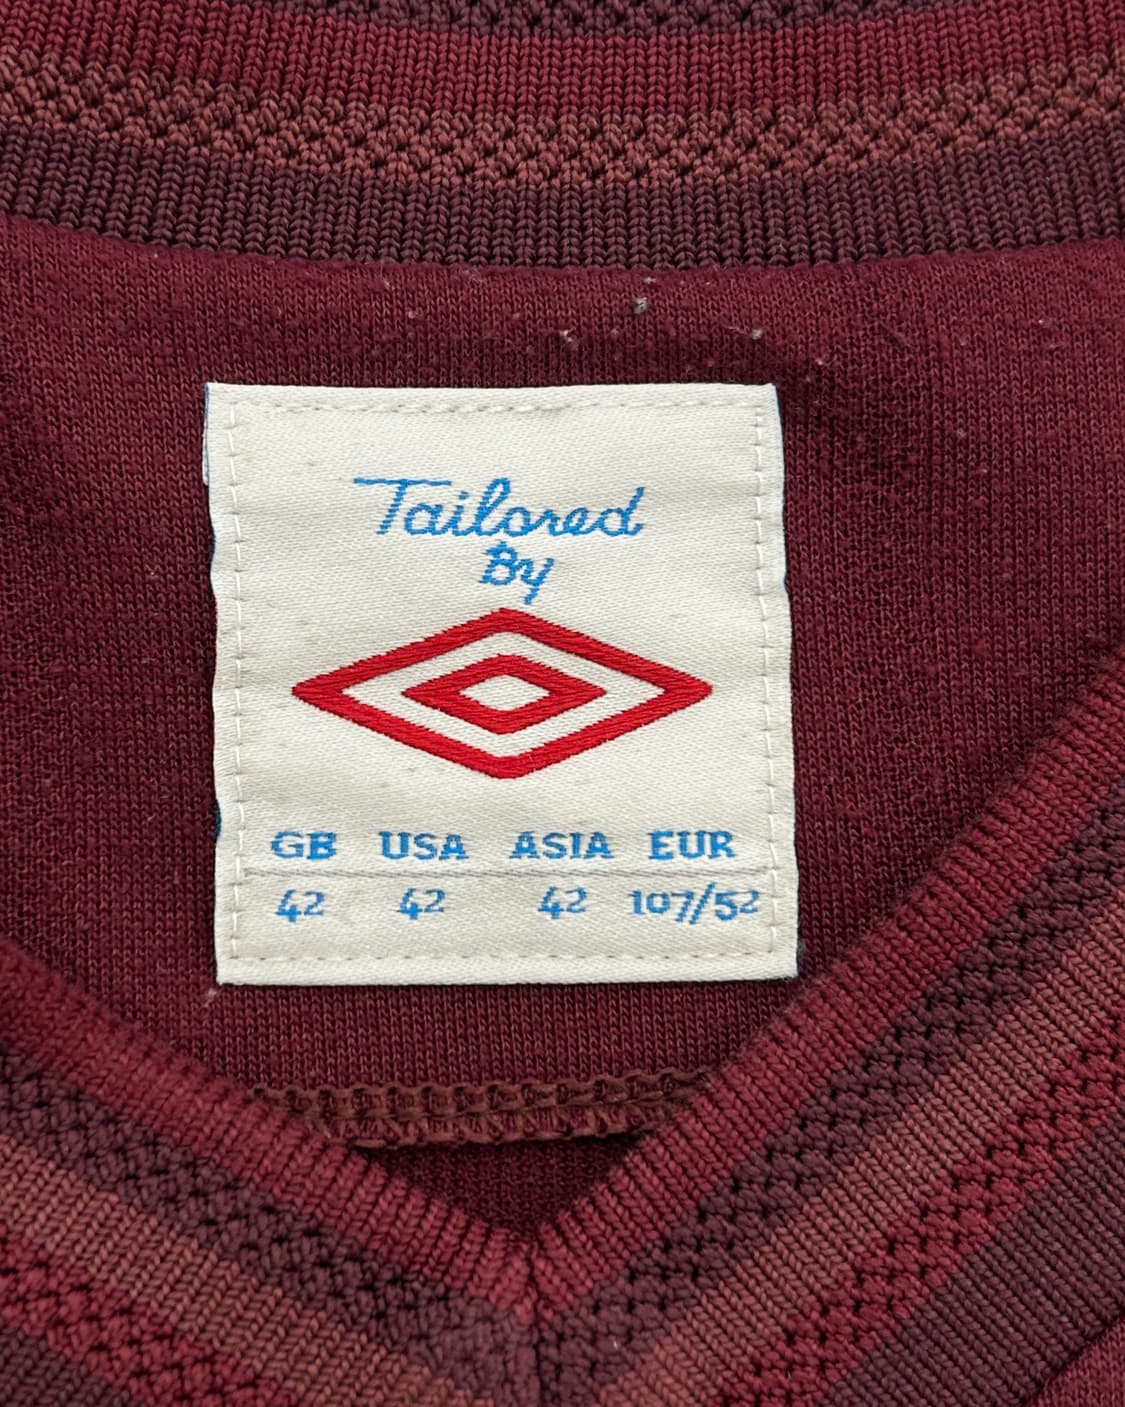 Tailored
By
GB USA ASIA EUR
42 42 42 107/52